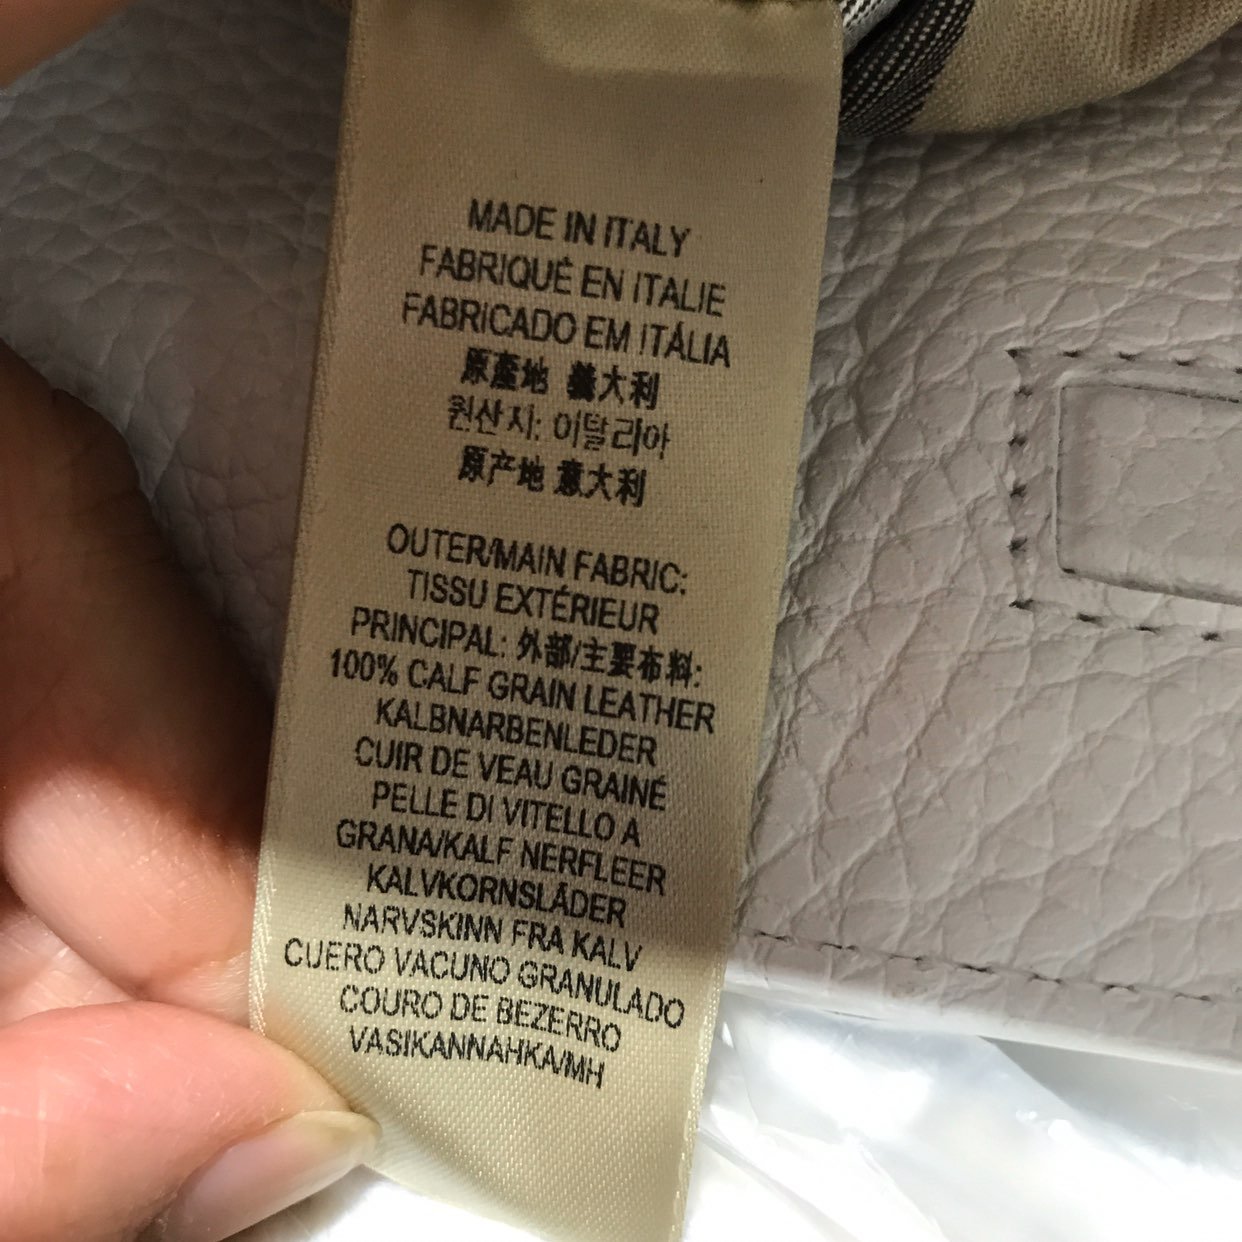 MADE IN ITALY
FABRIQUÉ EN ITALIE
FABRICADO EM ITÁLIA
原產地 義大利
원산지: 이탈리아
原产地 意大利
OUTER/MAIN FABRIC:
TISSU EXTÉRIEUR
PRINCIPAL: 外部/主要布料:
100% CALF GRAIN LEATHER
KALBNARBENLEDER
CUIR DE VEAU GRAINÉ
PELLE DI VITELLO A
GRANA/KALF NERFLEER
KALVKORNSLÄDER
NARVSKINN FRA KALV
CUERO VACUNO GRANULADO
COURO DE BEZERRO
VASIKANNAHKA/MH